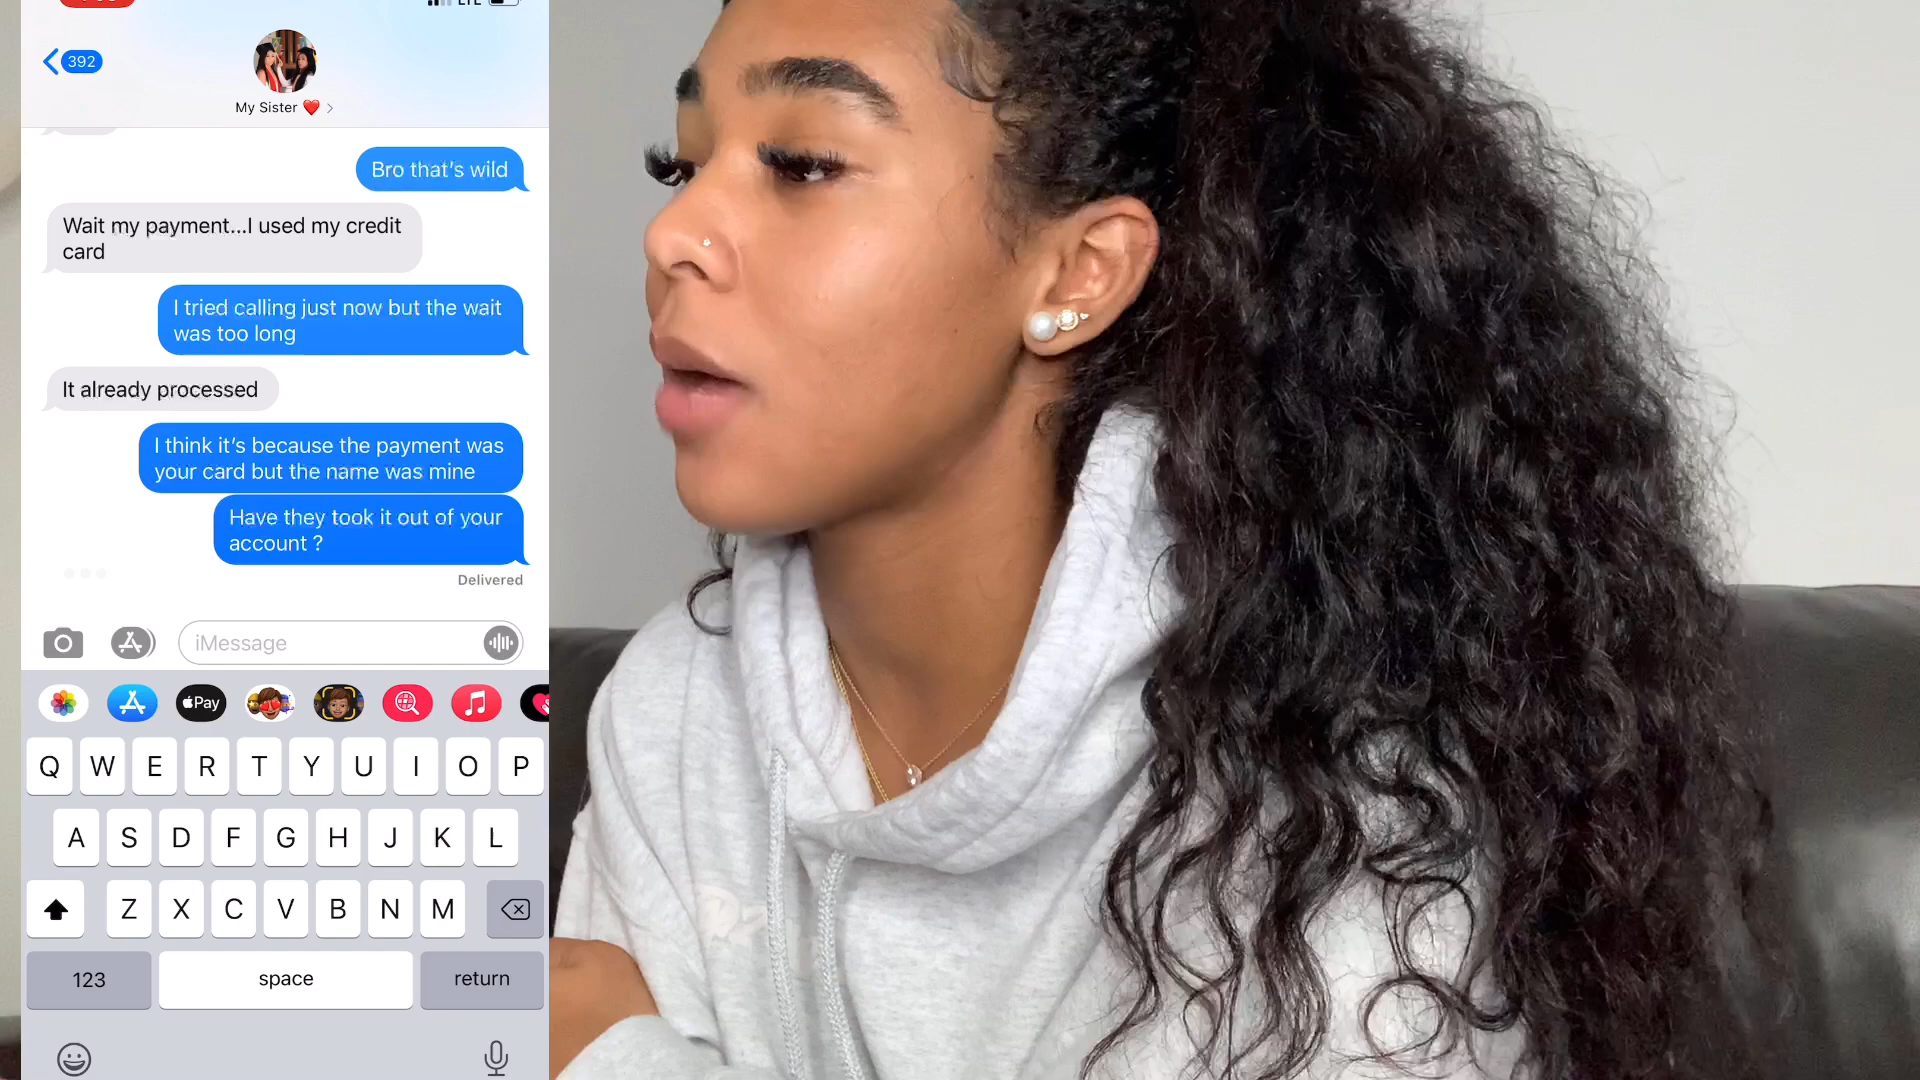 LTE
392
My Sister ❤️ >
Bro that's wild
Wait my payment...I used my credit
card
I tried calling just now but the wait
was too long
It already processed
I think it's because the payment was
your card but the name was mine
Have they took it out of your
account ?
Delivered
iMessage
Pay
Q W E R T Y U I O P
A S D F G H J K L
Z X C V B N M
123 space return